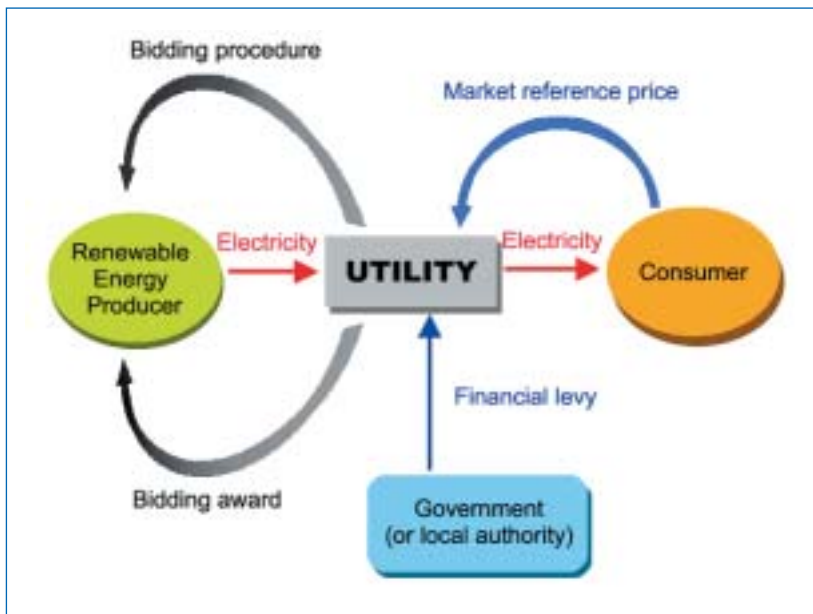 Bidding procedure
Market reference price
Renewable
Energy
Producer
Electricity
UTILITY
Electricity
Consumer
Financial levy
Bidding award
Government
(or local authority)